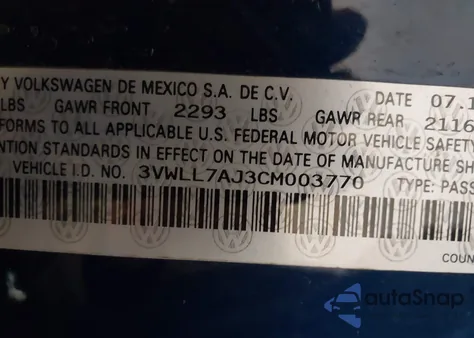 Y VOLKSWAGEN DE MEXICO S.A. DE C.V. DATE 07.
LBS GAWR FRONT 2293 LBS GAWR REAR 2116
FORMS TO ALL APPLICABLE U.S. FEDERAL MOTOR VEHICLE SAFETY
ENTION STANDARDS IN EFFECT ON THE DATE OF MANUFACTURE SH
VEHICLE I.D. NO. 3VWLL7AJ3CM003770 TYPE: PASS
COUN
autoSnap